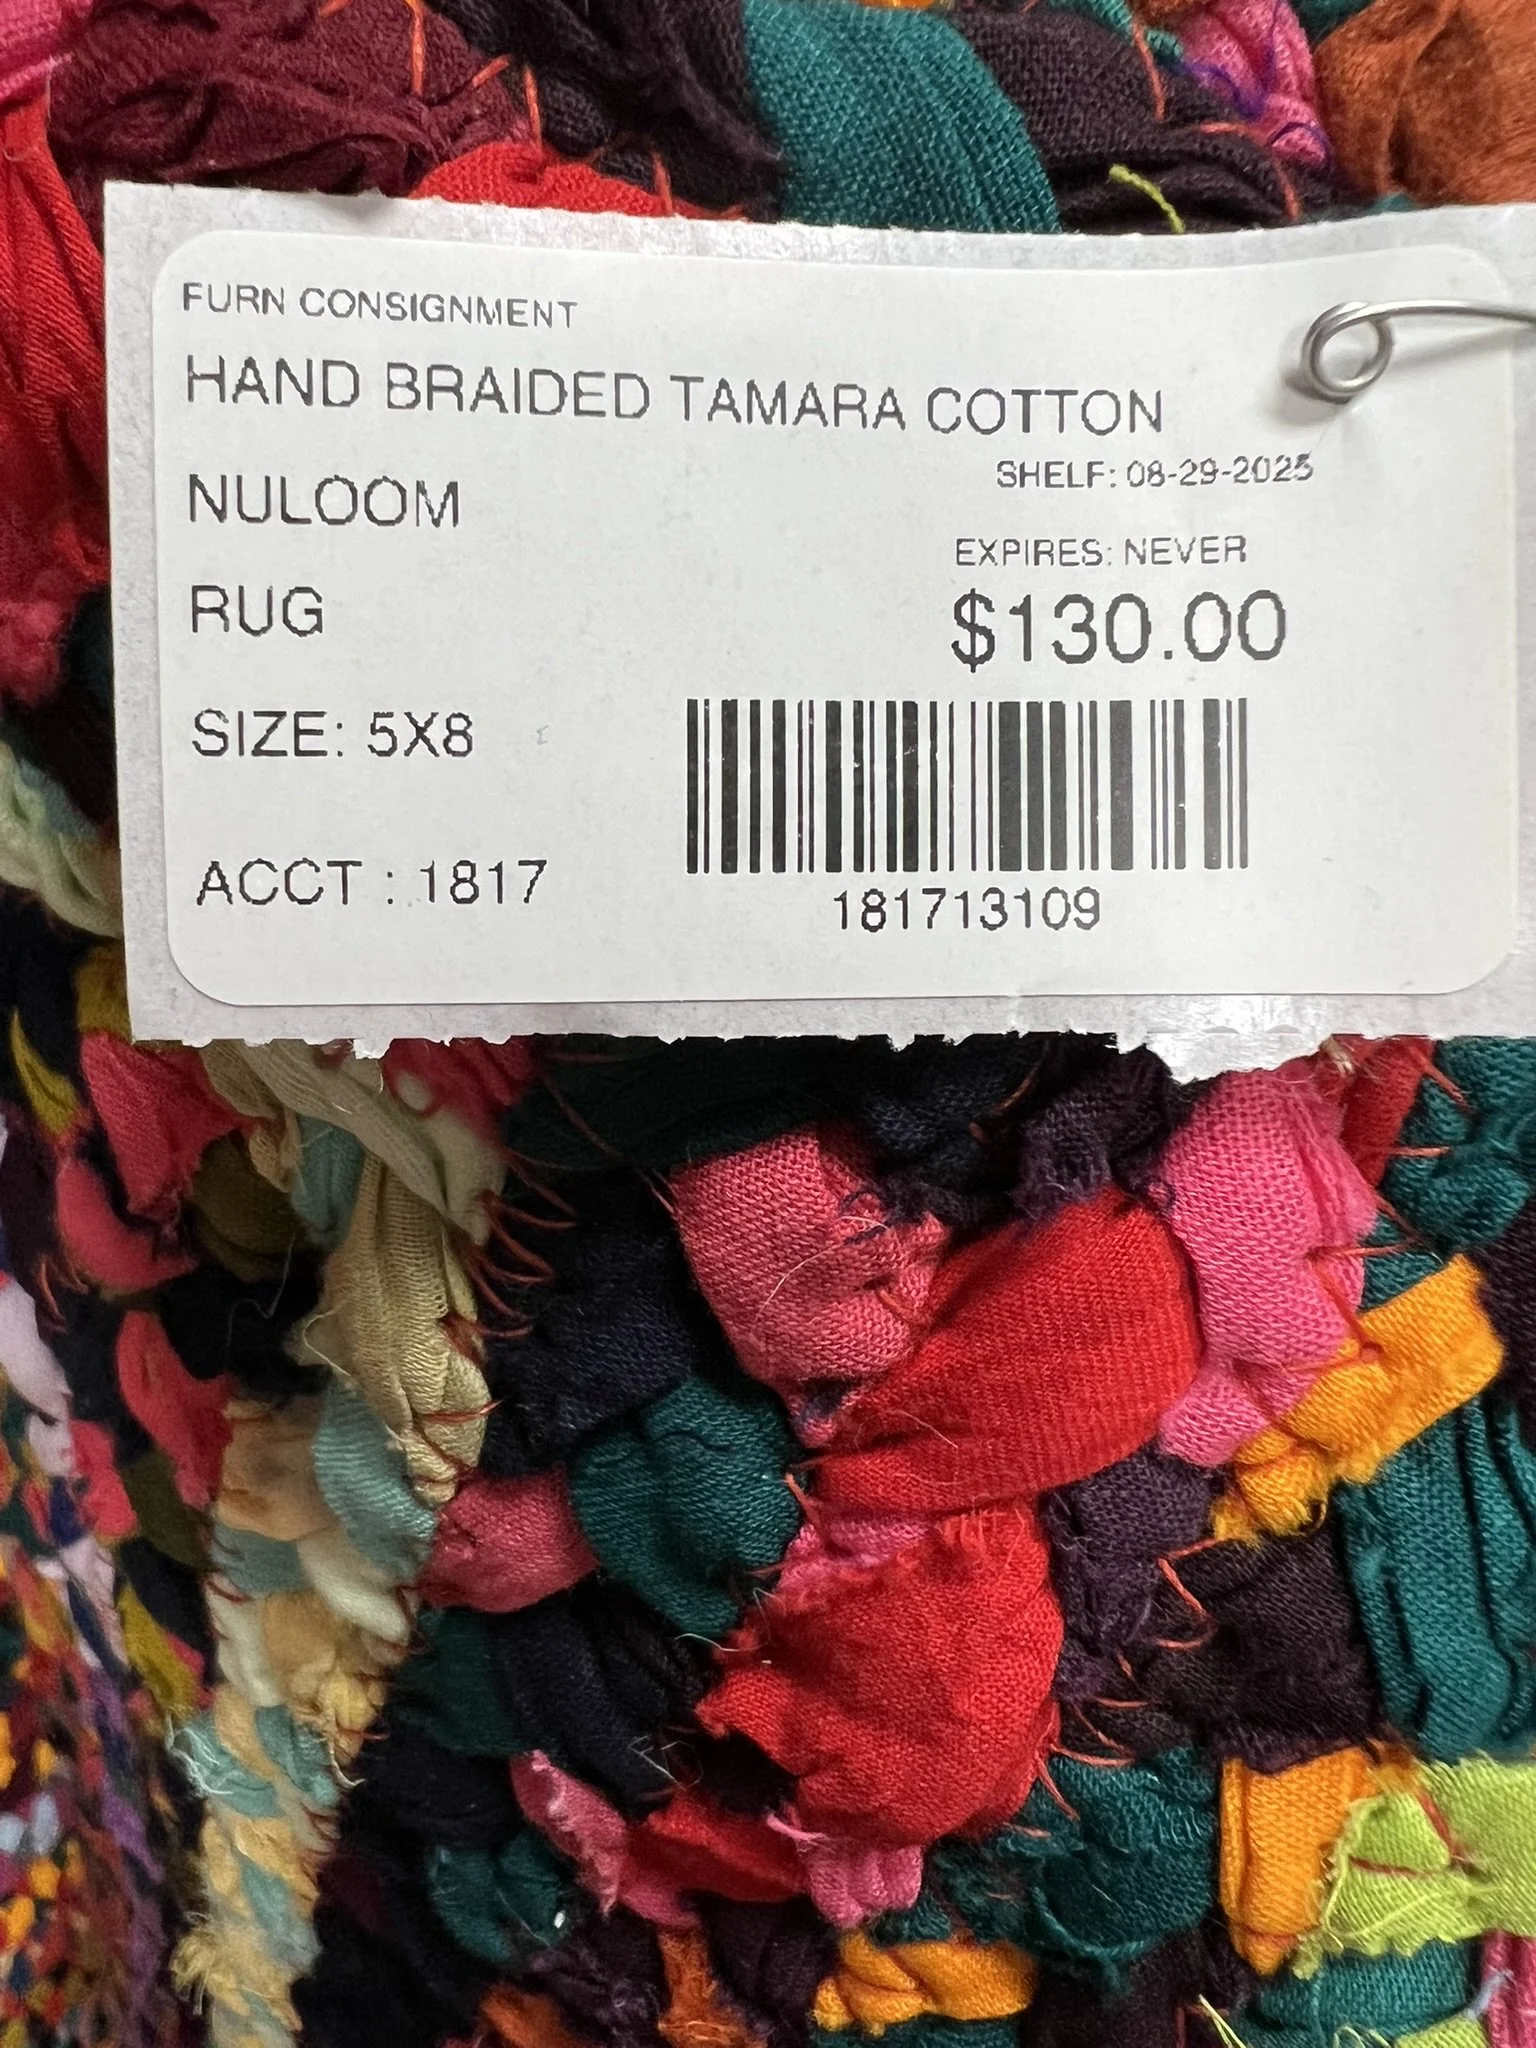 FURN CONSIGNMENT
HAND BRAIDED TAMARA COTTON
SHELF: 08-29-2025
NULOOM
EXPIRES: NEVER
RUG
$130.00
SIZE: 5X8
ACCT : 1817
181713109